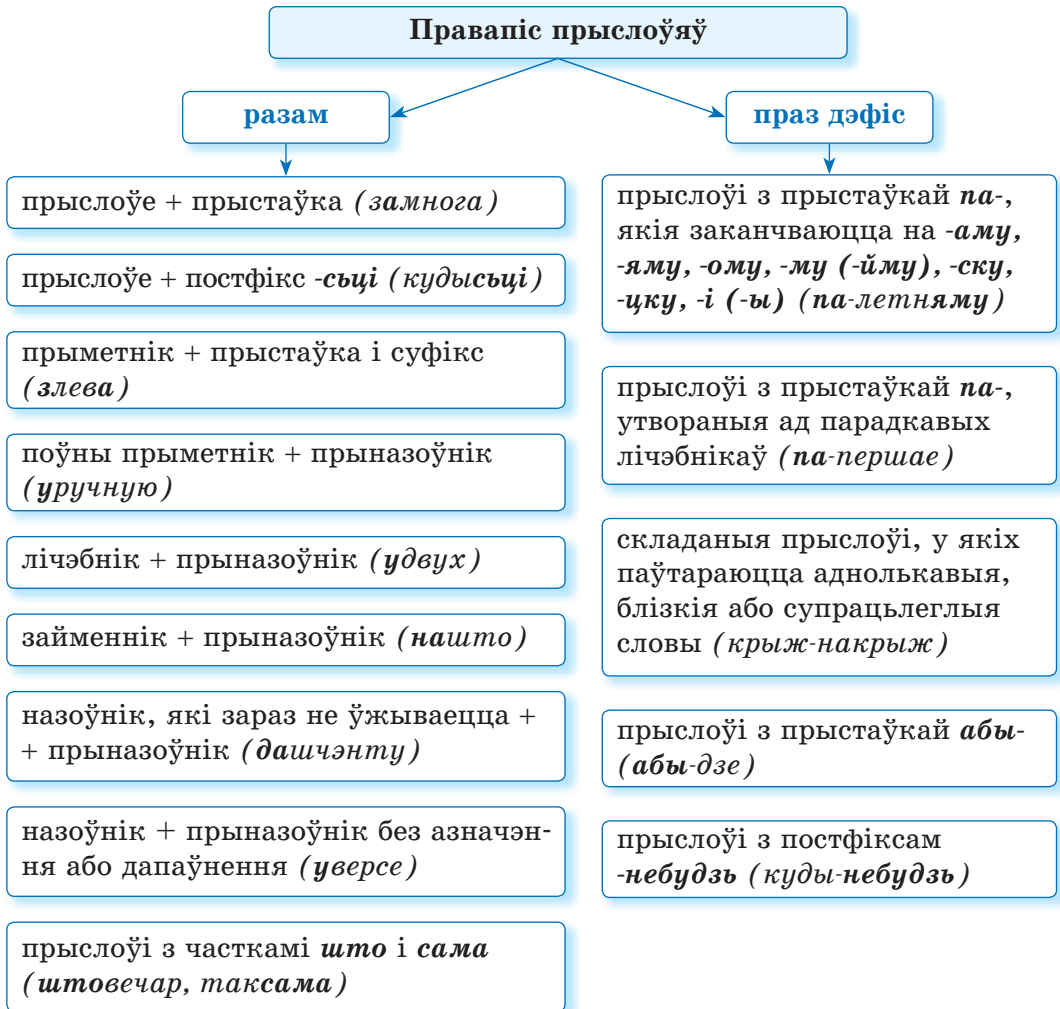 Правапіс прыслоўяў
разам
прыслоўе + прыстаўка (замнога)
прыслоўе + постфікс -сьці (кудысьці)
прыметнік + прыстаўка і суфікс
(злева)
поўны прыметнік + прыназоўнік
(уручную)
лічэбнік + прыназоўнік (удвух)
займеннік + прыназоўнік (нашто)
назоўнік, які зараз не ўжываецца +
+ прыназоўнік (дашчэнту)
назоўнік + прыназоўнік без азначэн-
ня або дапаўнення (уверсе)
прыслоўі з часткамі што і сама
(штовечар, таксама)
праз дэфіс
прыслоўі з прыстаўкай па-,
якія заканчваюцца на -аму,
-яму, -ому, -му (-йму), -ску,
-цку, -і (-ы) (па-летняму)
прыслоўі з прыстаўкай па-,
утвораныя ад парадкавых
лічэбнікаў (па-першае)
складаныя прыслоўі, у якіх
паўтараюцца аднолькавыя,
блізкія або супрацьлеглыя
словы (крыж-накрыж)
прыслоўі з прыстаўкай абы-
(абы-дзе)
прыслоўі з постфіксам
-небудзь (куды-небудзь)